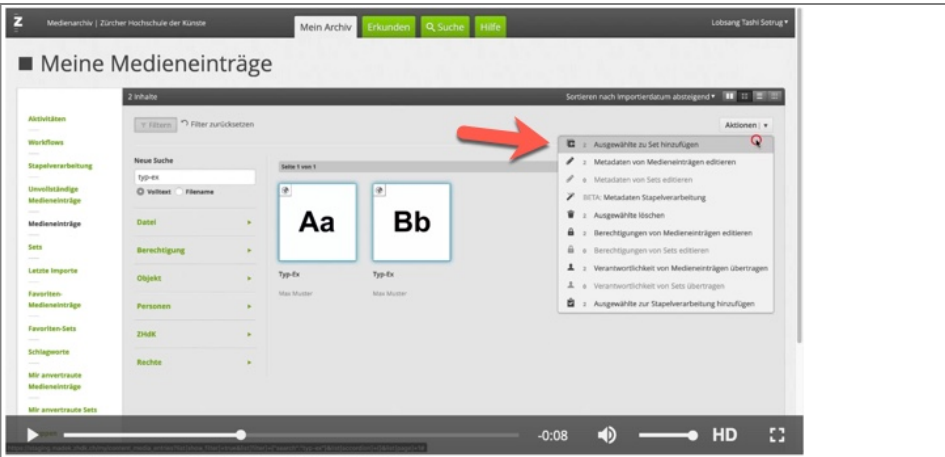 Z
Medienarchiv | Zürcher Hochschule der Künste
Mein Archiv
Erkunden
Suche
Hilfe
Lobsang Tashi Sotrug
Meine Medieneinträge
2 Inhalte
Sortieren nach Importierdatum absteigend
Aktivitäten
Workflows
Stapelverarbeitung
Unvollständige
Medieneinträge
Medieneinträge
Sets
Letzte Importe
Favoriten-
Medieneinträge
Favoriten-Sets
Schlagworte
Mir anvertraute
Medieneinträge
Mir anvertraute Sets
Filtern
Filter zurücksetzen
Neue Suche
typ-ex
Volltext Filename
Datei
Berechtigung
Objekt
Personen
ZHdK
Rechte
Seite 1 von 1
Aa
Typ-Ex
Max Muster
Bb
Typ-Ex
Max Muster
Aktionen
2 Ausgewählte zu Set hinzufügen
2 Metadaten von Medieneinträgen editieren
0 Metadaten von Sets editieren
BETA: Metadaten Stapelverarbeitung
2 Ausgewählte löschen
2 Berechtigungen von Medieneinträgen editieren
0 Berechtigungen von Sets editieren
2 Verantwortlichkeit von Medieneinträgen übertragen
0 Verantwortlichkeit von Sets übertragen
2 Ausgewählte zur Stapelverarbeitung hinzufügen
-0:08
HD